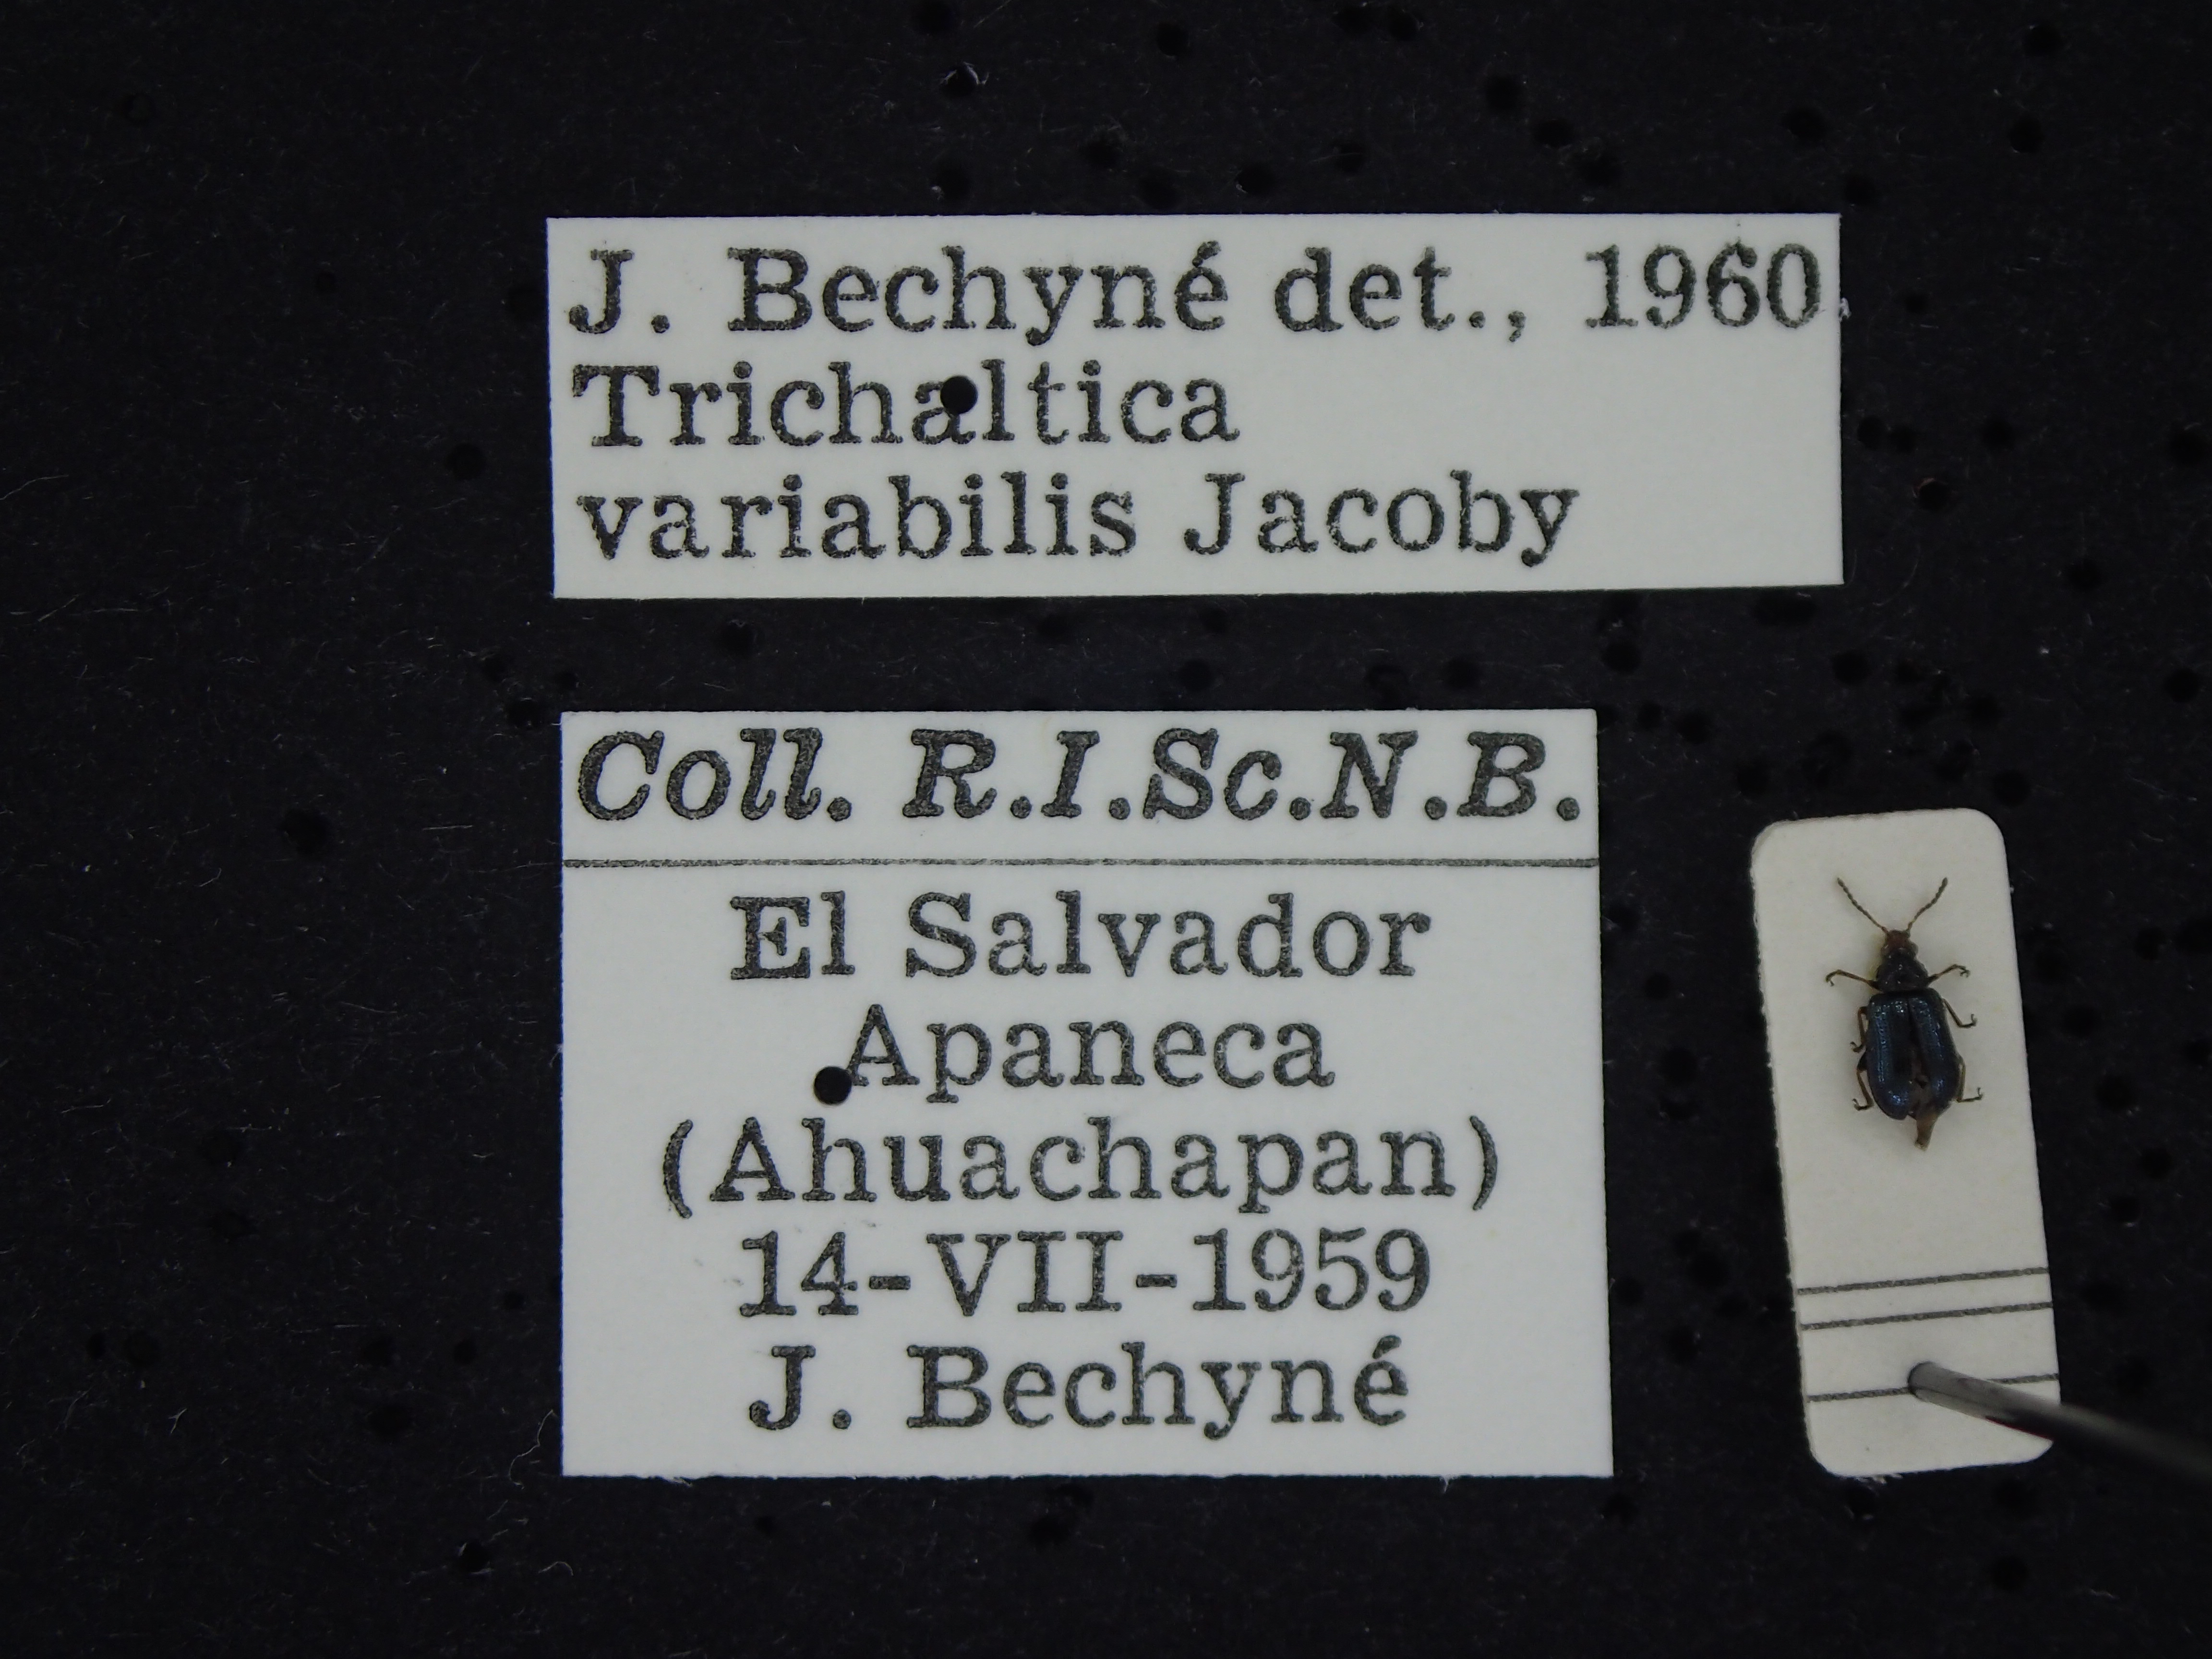 J. Bechyné det., 1960
Trichaltica
variabilis Jacoby
Coll. R.I.Sc.N.B.
El Salvador
Apaneca
(Ahuachapan)
14-VII-1959
J. Bechyné